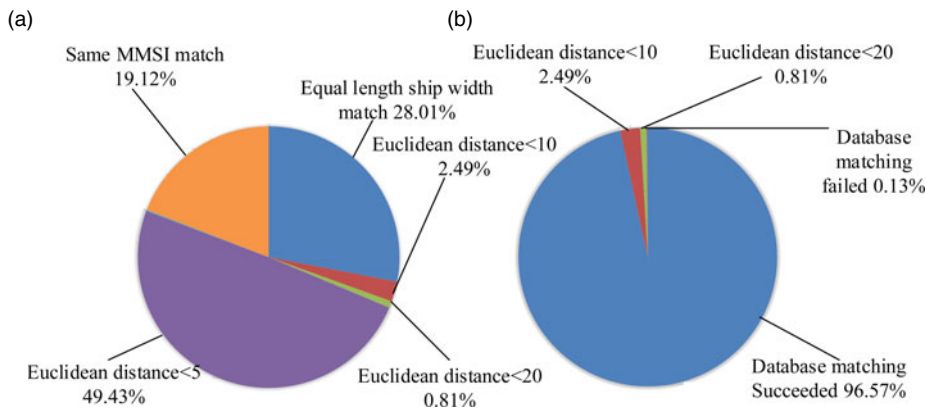 (a)
Same MMSI match
19.12%
Equal length ship width
match 28.01%
Euclidean distance<10
2.49%
Euclidean distance<5
49.43%
Euclidean distance<20
0.81%
(b)
Euclidean distance<10
2.49%
Euclidean distance<20
0.81%
Database
matching
failed 0.13%
Database matching
Succeeded 96.57%